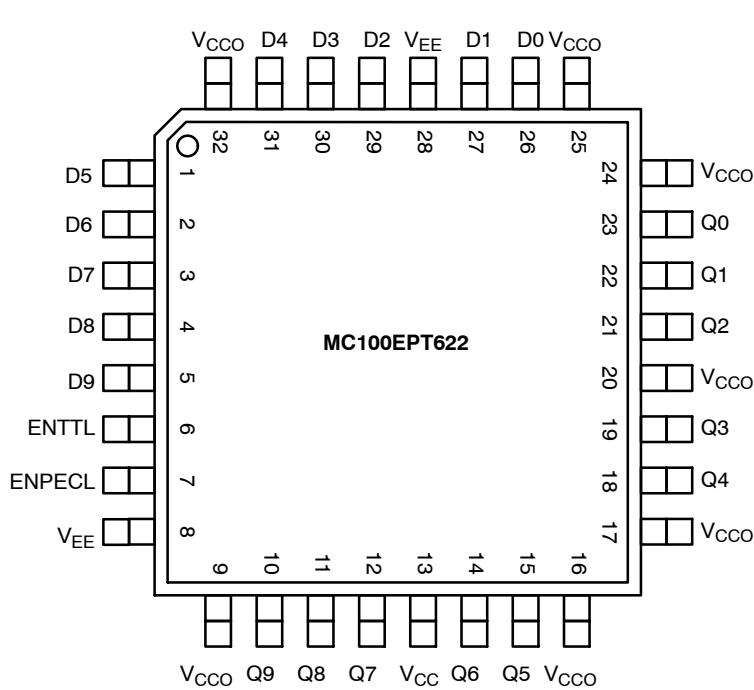 VCCO D4 D3 D2 VEE D1 D0 VCCO
32 31 30 29 28 27 26 25
D5 1 24 VCCO
D6 2 23 Q0
D7 3 22 Q1
D8 4 21 Q2
MC100EPT622
D9 5 20 VCCO
ENTTL 6 19 Q3
ENPECL 7 18 Q4
VEE 8 17 VCCO
9 10 11 12 13 14 15 16
VCCO Q9 Q8 Q7 VCC Q6 Q5 VCCO